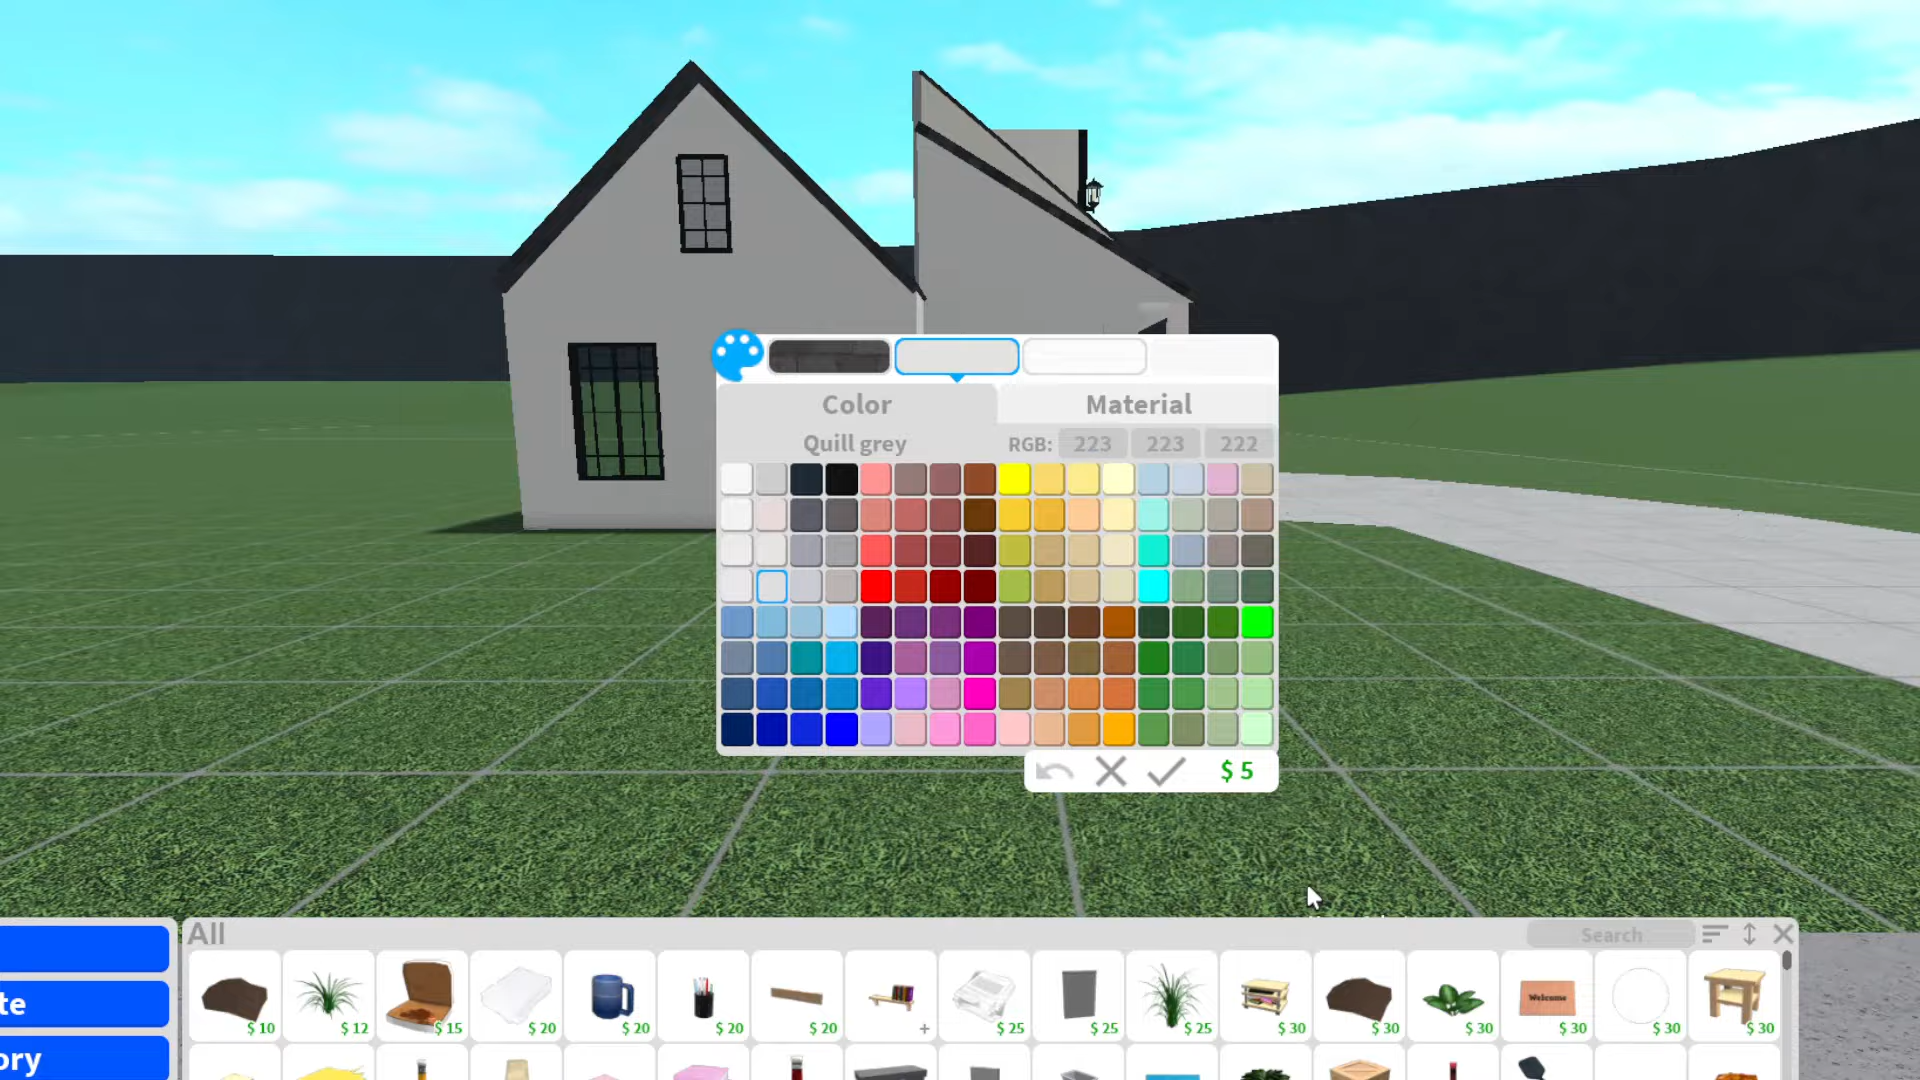 Color
Material
Quill grey
RGB: 223 223 222
$ 5
All
Search
te
ory
$ 10
$ 12
$ 15
$ 20
$ 20
$ 20
$ 20
+
$ 25
$ 25
$ 25
$ 30
$ 30
$ 30
Welcome
$ 30
$ 30
$ 30